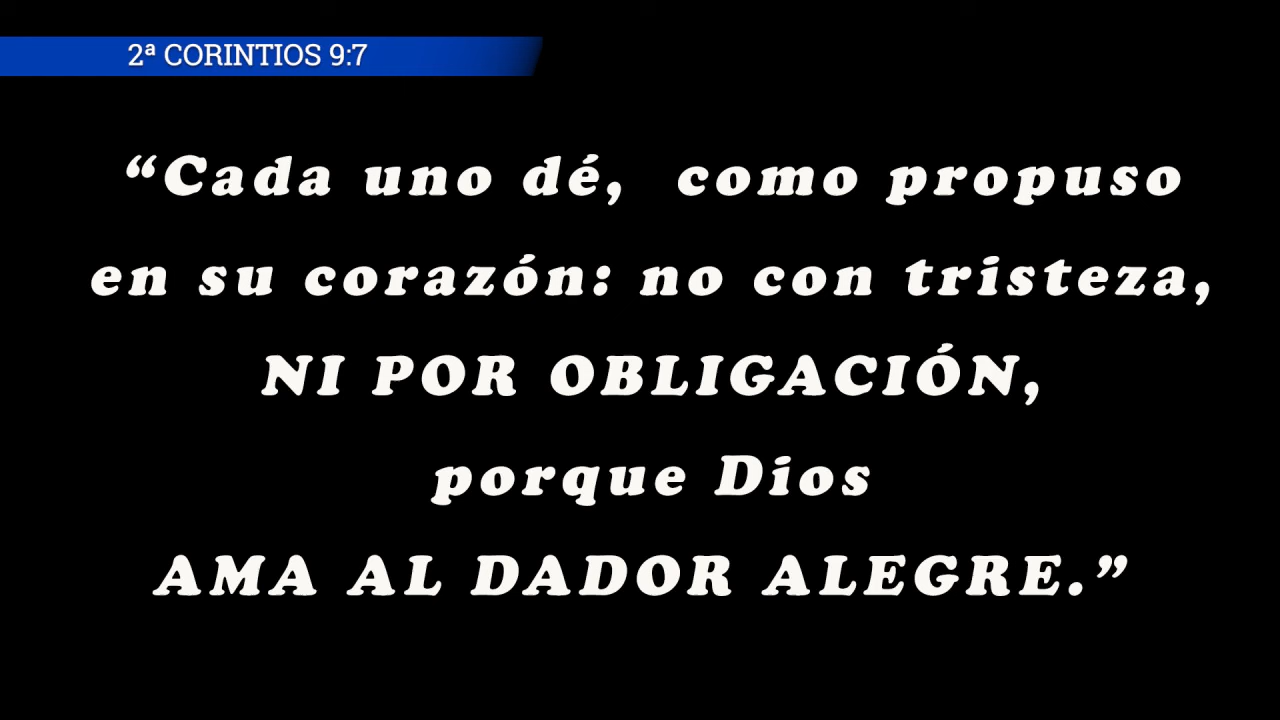 2ª CORINTIOS 9:7
“Cada uno dé, como propuso
en su corazón: no con tristeza,
NI POR OBLIGACIÓN,
porque Dios
AMA AL DADOR ALEGRE.”